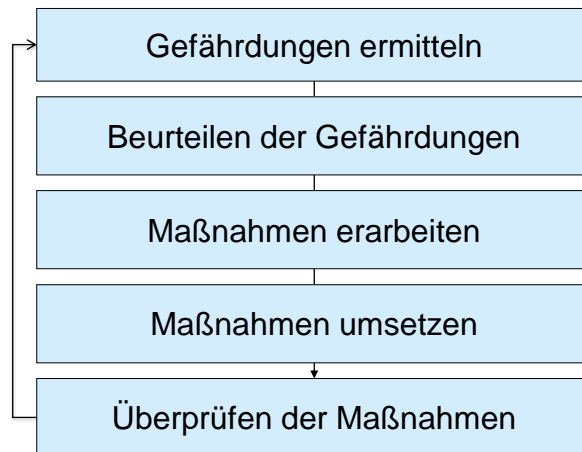 Gefährdungen ermitteln
Beurteilen der Gefährdungen
Maßnahmen erarbeiten
Maßnahmen umsetzen
Überprüfen der Maßnahmen